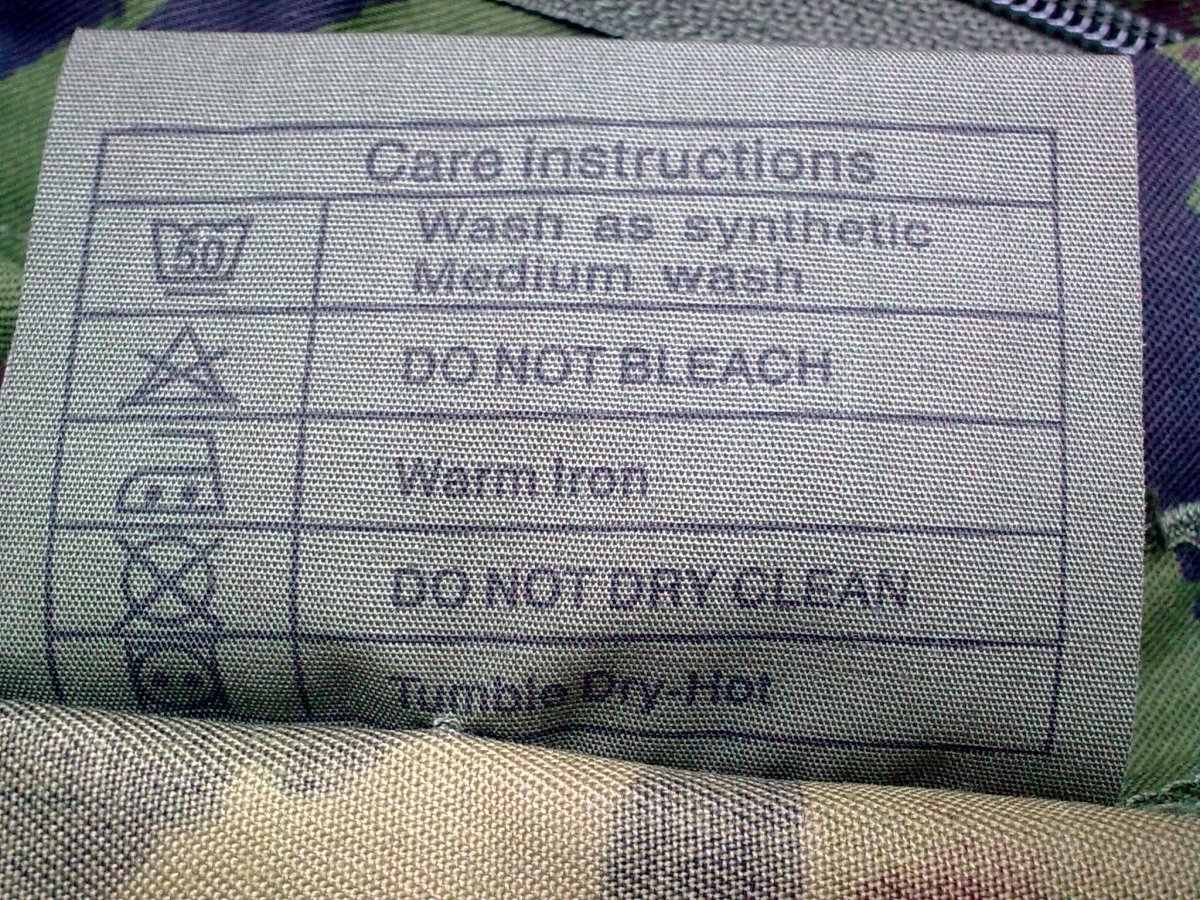 Care instructions
50
Wash as synthetic
Medium wash
DO NOT BLEACH
Warm iron
DO NOT DRY CLEAN
Tumble Dry-Hot